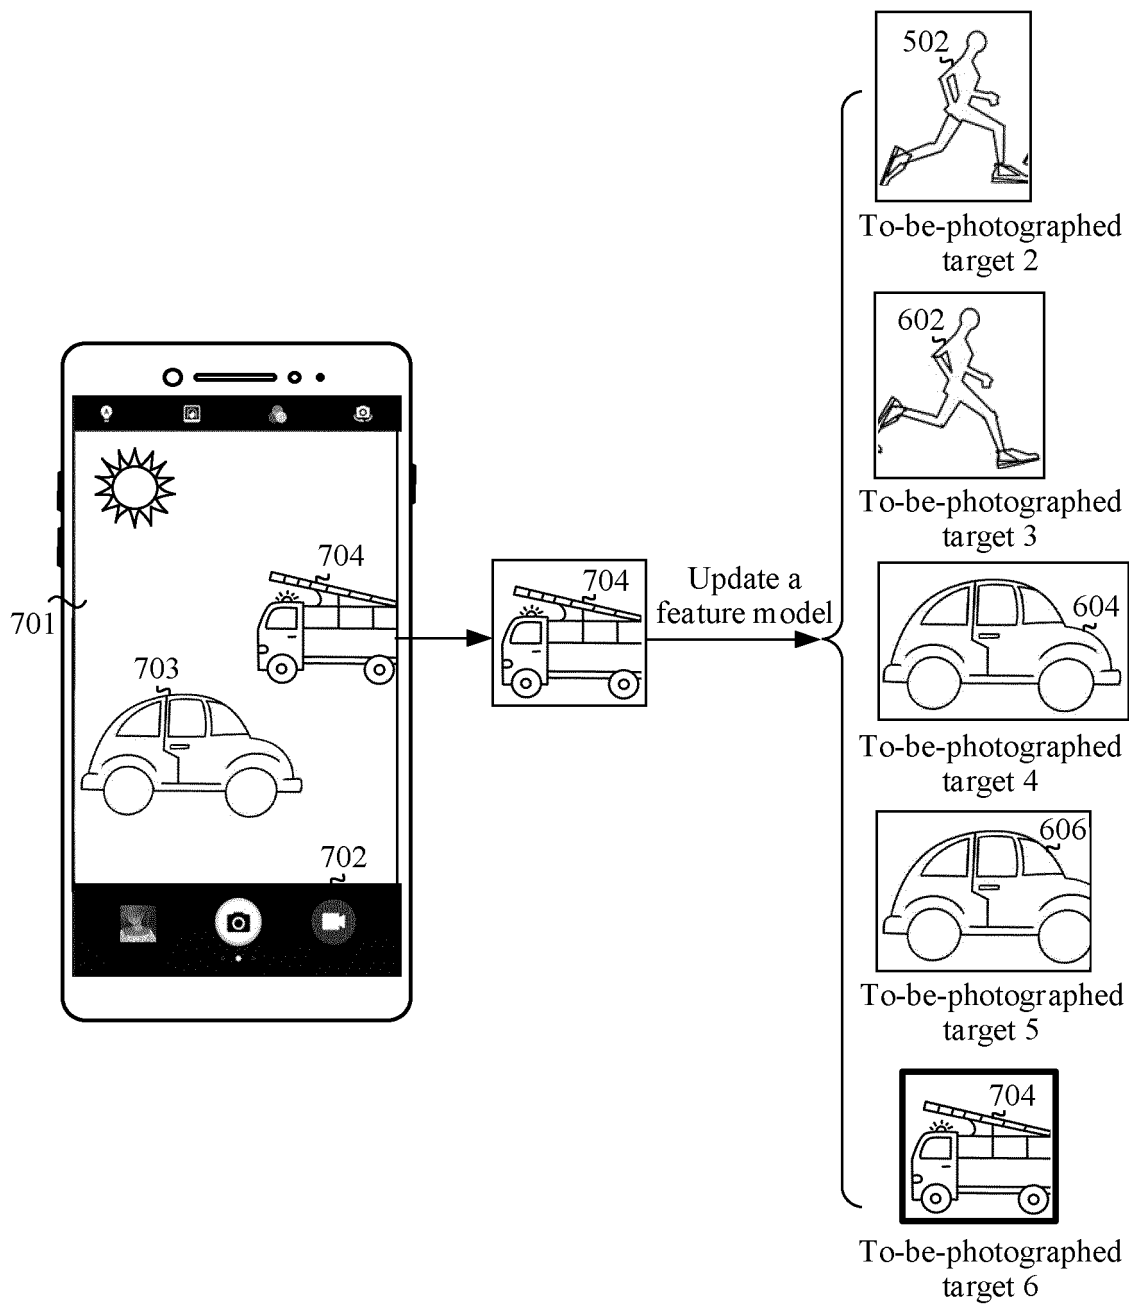 502
To-be-photographed
target 2
602
To-be-photographed
target 3
704
701
703
702
704
Update a
feature model
604
To-be-photographed
target 4
606
To-be-photographed
target 5
704
To-be-photographed
target 6